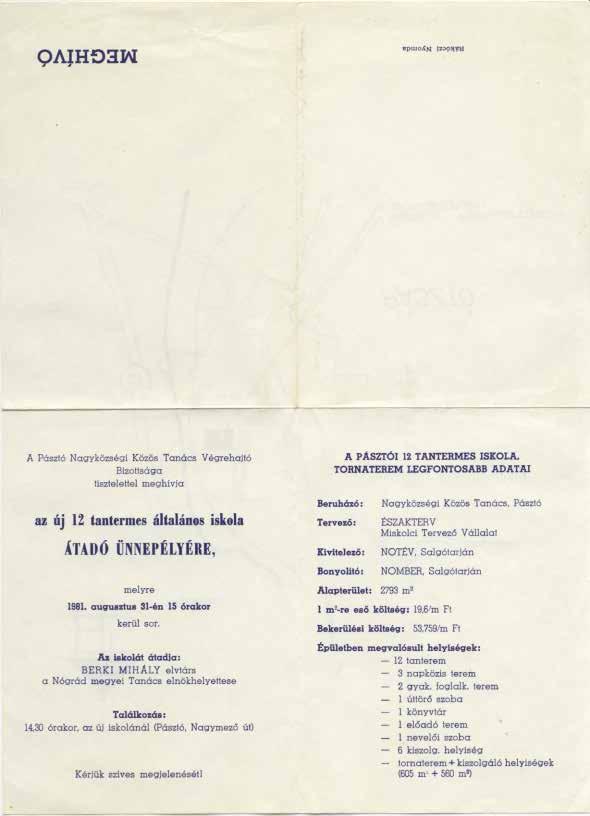 MEGHÍVÓ
Rákóczi Nyomda
A Pásztó Nagyközségi Közös Tanács Végrehajtó
Bizottsága
tisztelettel meghívja
az új 12 tantermes általános iskola
ÁTADÓ ÜNNEPÉLYÉRE,
melyre
1981. augusztus 31-én 15 órakor
kerül sor.
Az iskolát átadja:
BERKI MIHÁLY elvtárs
a Nógrád megyei Tanács elnökhelyettese
Találkozás:
14,30 órakor, az új iskolánál (Pásztó, Nagymező út)
Kérjük szives megjelenését!
A PÁSZTÓI 12 TANTERMES ISKOLA,
TORNATEREM LEGFONTOSABB ADATAI
Beruházó: Nagyközségi Közös Tanács, Pásztó
Tervező: ÉSZAKTERV
Miskolci Tervező Vállalat
Kivitelező: NOTÉV, Salgótarján
Bonyolító: NOMBER, Salgótarján
Alapterület: 2793 m²
1 m²-re eső költség: 19,6/m Ft
Bekerülési költség: 53,759/m Ft
Épületben megvalósult helyiségek:
— 12 tanterem
— 3 napközis terem
— 2 gyak. foglalk. terem
— 1 úttörő szoba
— 1 könyvtár
— 1 előadó terem
— 1 nevelői szoba
— 6 kiszolg. helyiség
— tornaterem + kiszolgáló helyiségek
(605 m² + 560 m²)